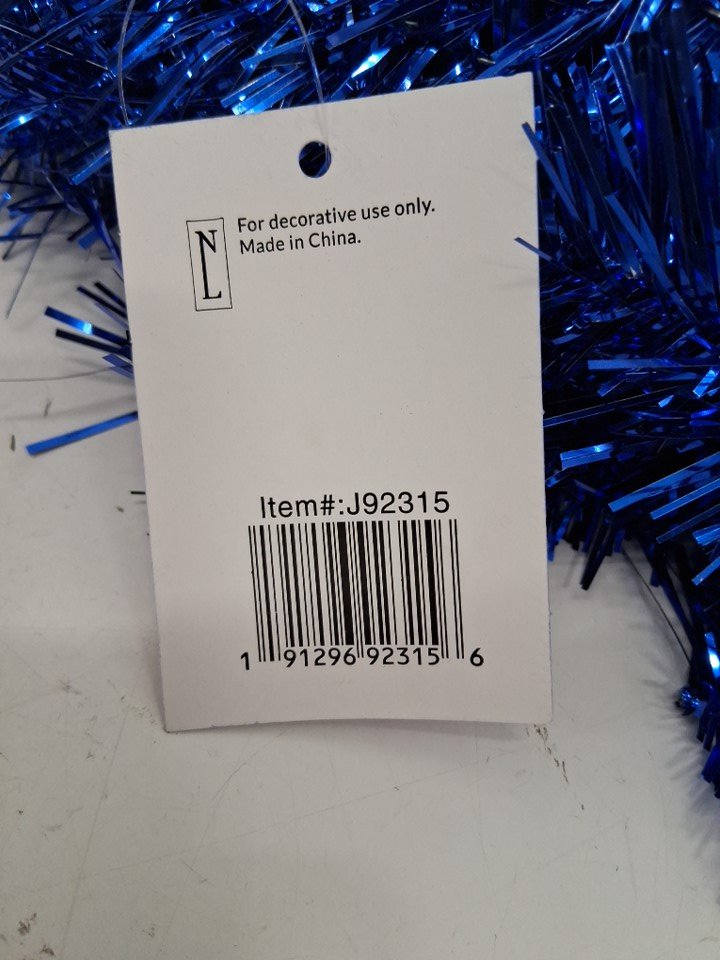 NL
For decorative use only.
Made in China.
Item#:J92315
1 91296 92315 6